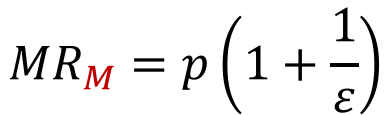 MR_M = p(1 + 1/ε)